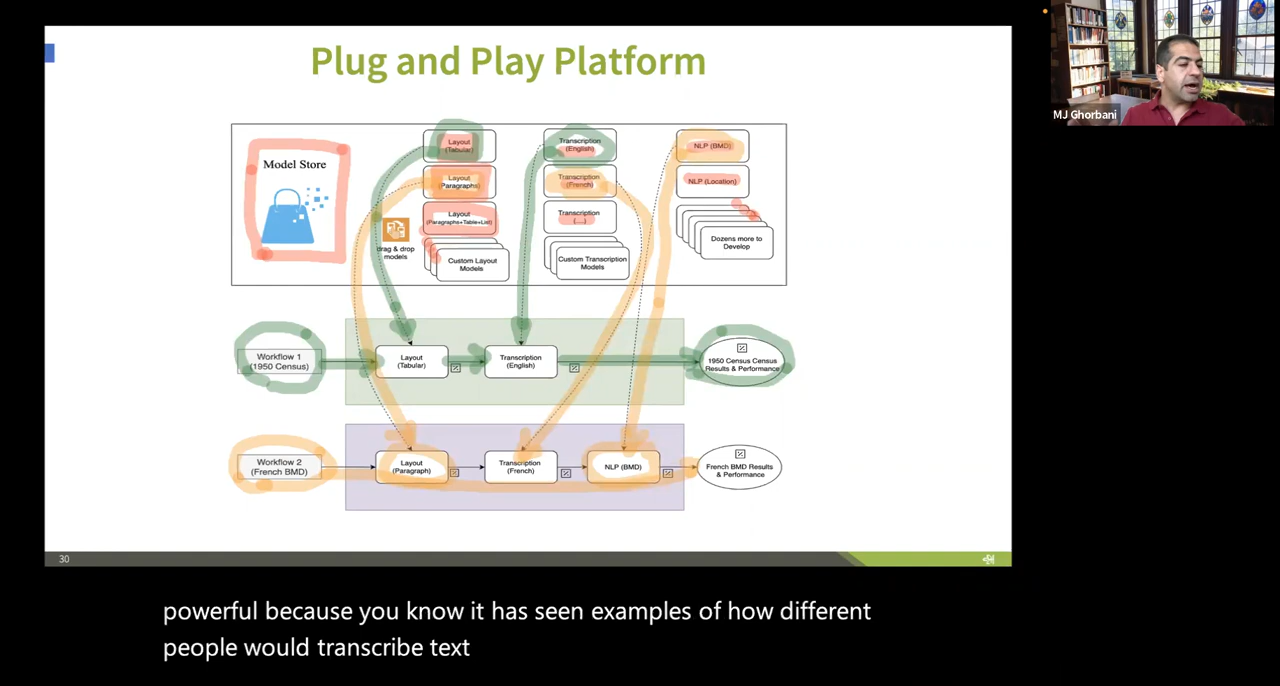 Plug and Play Platform
MJ Ghorbani
Model Store
Layout
(Tabular)
Layout
(Paragraphs)
Layout
(Paragraphs+Table+List)
Custom Layout
Models
drag & drop
models
Transcription
(English)
Transcription
(French)
Transcription
(....)
Custom Transcription
Models
NLP (BMD)
NLP (Location)
Dozens more to
Develop
Workflow 1
(1950 Census)
Layout
(Tabular)
Transcription
(English)
1950 Census Census
Results & Performance
Workflow 2
(French BMD)
Layout
(Paragraph)
Transcription
(French)
NLP (BMD)
French BMD Results
& Performance
30
powerful because you know it has seen examples of how different
people would transcribe text